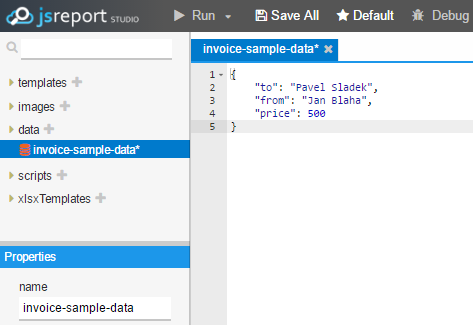 jsreport STUDIO Run Save All Default Debug
templates
images
data
invoice-sample-data*
scripts
xlsxTemplates
Properties
name
invoice-sample-data
invoice-sample-data*
1 {
2 "to": "Pavel Sladek",
3 "from": "Jan Blaha",
4 "price": 500
5 }